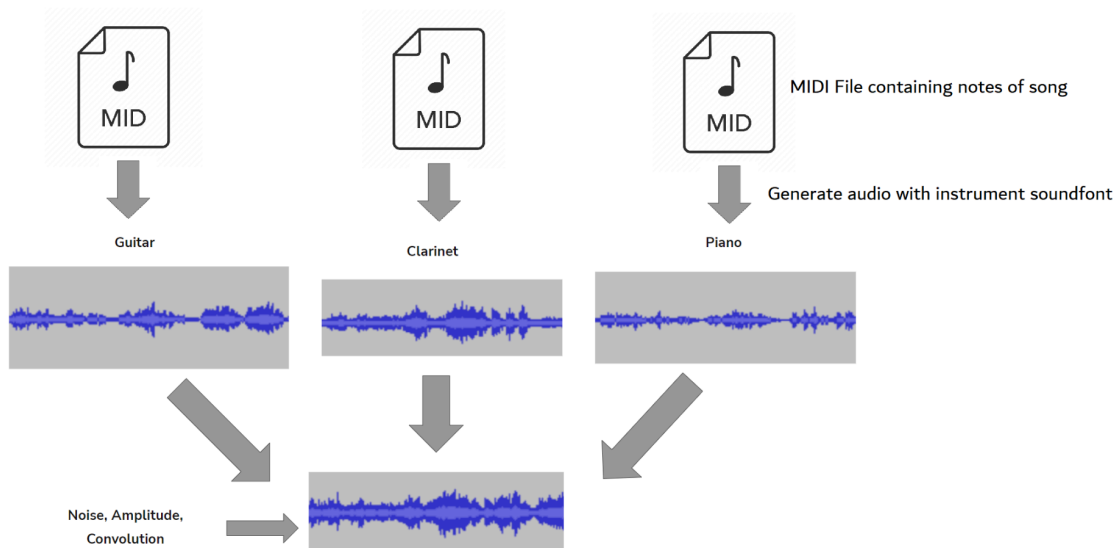 MID
MID
MID
MIDI File containing notes of song
Generate audio with instrument soundfont
Guitar
Clarinet
Piano
Noise, Amplitude,
Convolution